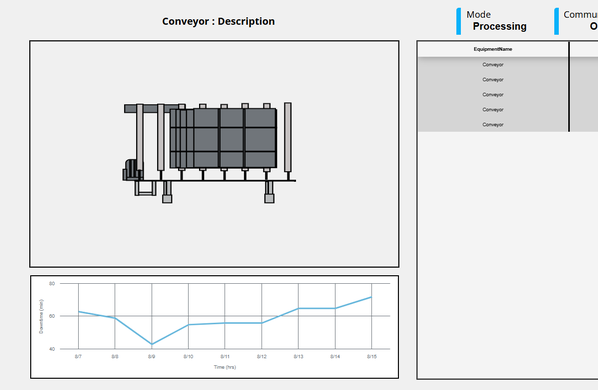 Conveyor : Description
Mode
Processing
Commu
O
EquipmentName
Conveyor
Conveyor
Conveyor
Conveyor
Conveyor
80
60
40
Downtime (min)
8/7
8/8
8/9
8/10
8/11
8/12
8/13
8/14
8/15
Time (hrs)